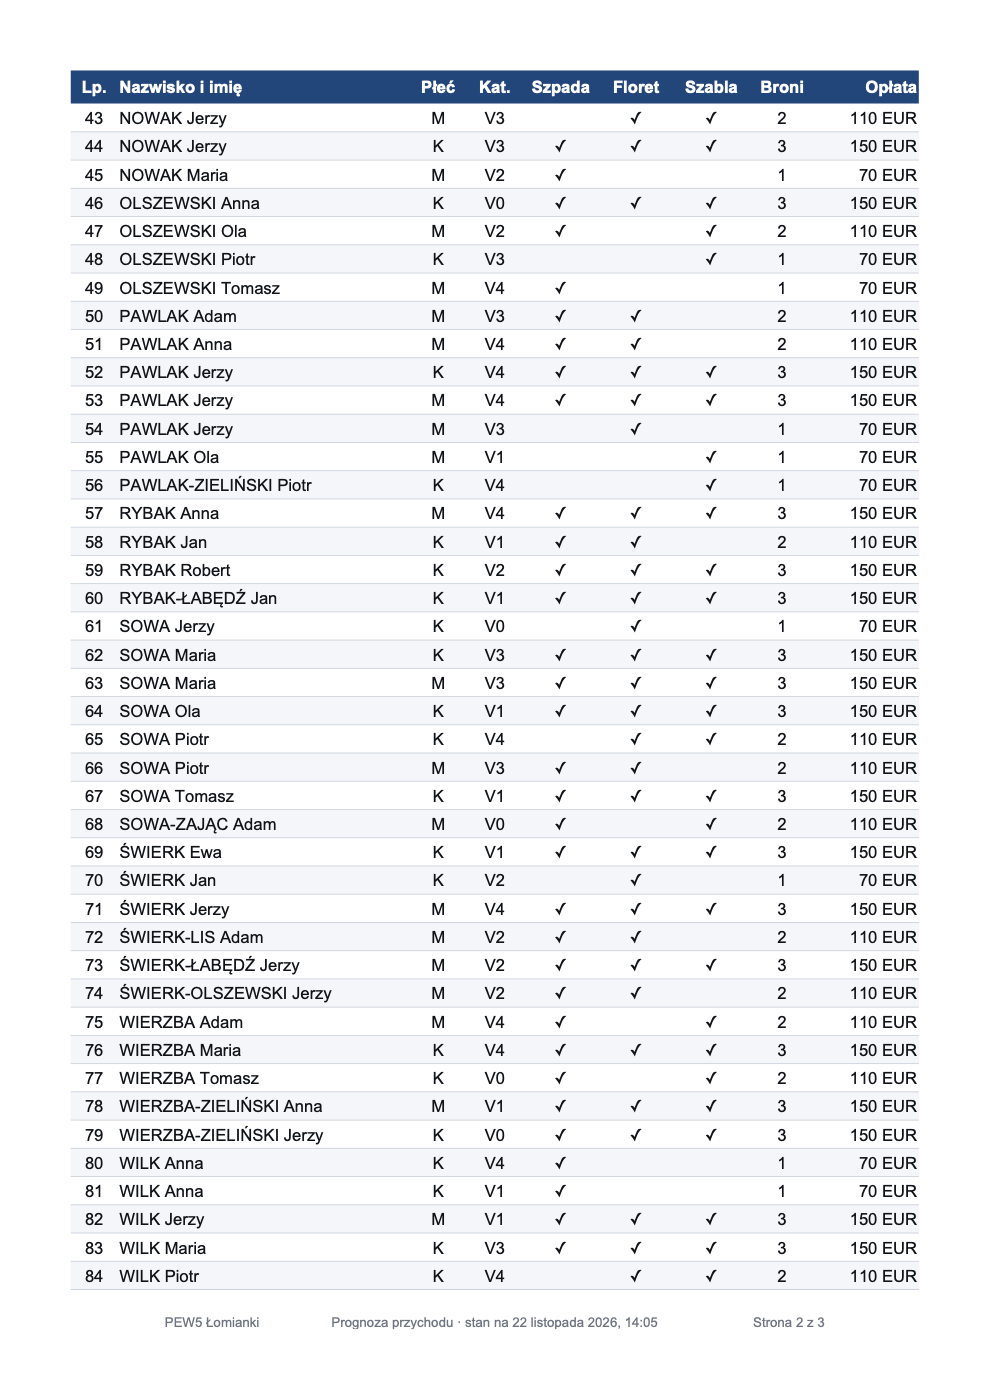 Lp. Nazwisko i imię Płeć Kat. Szpada Floret Szabla Broni Opłata
43 NOWAK Jerzy M V3 ✓ ✓ 2 110 EUR
44 NOWAK Jerzy K V3 ✓ ✓ ✓ 3 150 EUR
45 NOWAK Maria M V2 ✓ 1 70 EUR
46 OLSZEWSKI Anna K V0 ✓ ✓ ✓ 3 150 EUR
47 OLSZEWSKI Ola M V2 ✓ ✓ 2 110 EUR
48 OLSZEWSKI Piotr K V3 ✓ 1 70 EUR
49 OLSZEWSKI Tomasz M V4 ✓ 1 70 EUR
50 PAWLAK Adam M V3 ✓ ✓ 2 110 EUR
51 PAWLAK Anna M V4 ✓ ✓ 2 110 EUR
52 PAWLAK Jerzy K V4 ✓ ✓ ✓ 3 150 EUR
53 PAWLAK Jerzy M V4 ✓ ✓ ✓ 3 150 EUR
54 PAWLAK Jerzy M V3 ✓ 1 70 EUR
55 PAWLAK Ola M V1 ✓ 1 70 EUR
56 PAWLAK-ZIELIŃSKI Piotr K V4 ✓ 1 70 EUR
57 RYBAK Anna M V4 ✓ ✓ ✓ 3 150 EUR
58 RYBAK Jan K V1 ✓ ✓ 2 110 EUR
59 RYBAK Robert K V2 ✓ ✓ ✓ 3 150 EUR
60 RYBAK-ŁABĘDŹ Jan K V1 ✓ ✓ ✓ 3 150 EUR
61 SOWA Jerzy K V0 ✓ 1 70 EUR
62 SOWA Maria K V3 ✓ ✓ ✓ 3 150 EUR
63 SOWA Maria M V3 ✓ ✓ ✓ 3 150 EUR
64 SOWA Ola K V1 ✓ ✓ ✓ 3 150 EUR
65 SOWA Piotr K V4 ✓ ✓ 2 110 EUR
66 SOWA Piotr M V3 ✓ ✓ 2 110 EUR
67 SOWA Tomasz K V1 ✓ ✓ ✓ 3 150 EUR
68 SOWA-ZAJĄC Adam M V0 ✓ ✓ 2 110 EUR
69 ŚWIERK Ewa K V1 ✓ ✓ ✓ 3 150 EUR
70 ŚWIERK Jan K V2 ✓ 1 70 EUR
71 ŚWIERK Jerzy M V4 ✓ ✓ ✓ 3 150 EUR
72 ŚWIERK-LIS Adam M V2 ✓ ✓ 2 110 EUR
73 ŚWIERK-ŁABĘDŹ Jerzy M V2 ✓ ✓ ✓ 3 150 EUR
74 ŚWIERK-OLSZEWSKI Jerzy M V2 ✓ ✓ 2 110 EUR
75 WIERZBA Adam M V4 ✓ ✓ 2 110 EUR
76 WIERZBA Maria K V4 ✓ ✓ ✓ 3 150 EUR
77 WIERZBA Tomasz K V0 ✓ ✓ 2 110 EUR
78 WIERZBA-ZIELIŃSKI Anna M V1 ✓ ✓ ✓ 3 150 EUR
79 WIERZBA-ZIELIŃSKI Jerzy K V0 ✓ ✓ ✓ 3 150 EUR
80 WILK Anna K V4 ✓ 1 70 EUR
81 WILK Anna K V1 ✓ 1 70 EUR
82 WILK Jerzy M V1 ✓ ✓ ✓ 3 150 EUR
83 WILK Maria K V3 ✓ ✓ ✓ 3 150 EUR
84 WILK Piotr K V4 ✓ ✓ 2 110 EUR
PEW5 Łomianki Prognoza przychodu · stan na 22 listopada 2026, 14:05 Strona 2 z 3